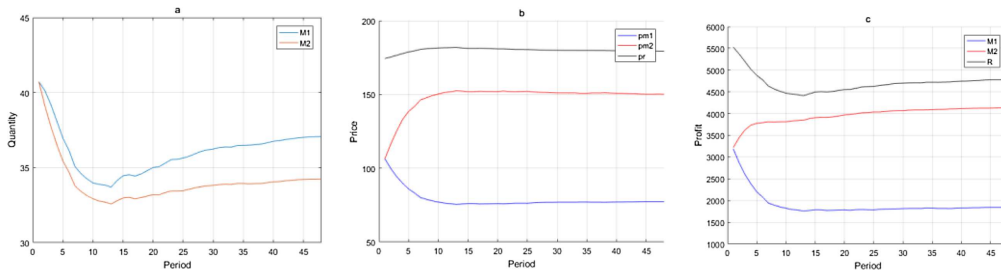 a
45
40
35
30
Quantity
0 5 10 15 20 25 30 35 40 45
Period
M1
M2
b
200
150
100
50
Price
0 5 10 15 20 25 30 35 40 45
Period
pm1
pm2
pr
c
6000
5500
5000
4500
4000
3500
3000
2500
2000
1500
1000
Profit
0 5 10 15 20 25 30 35 40 45
Period
M1
M2
R